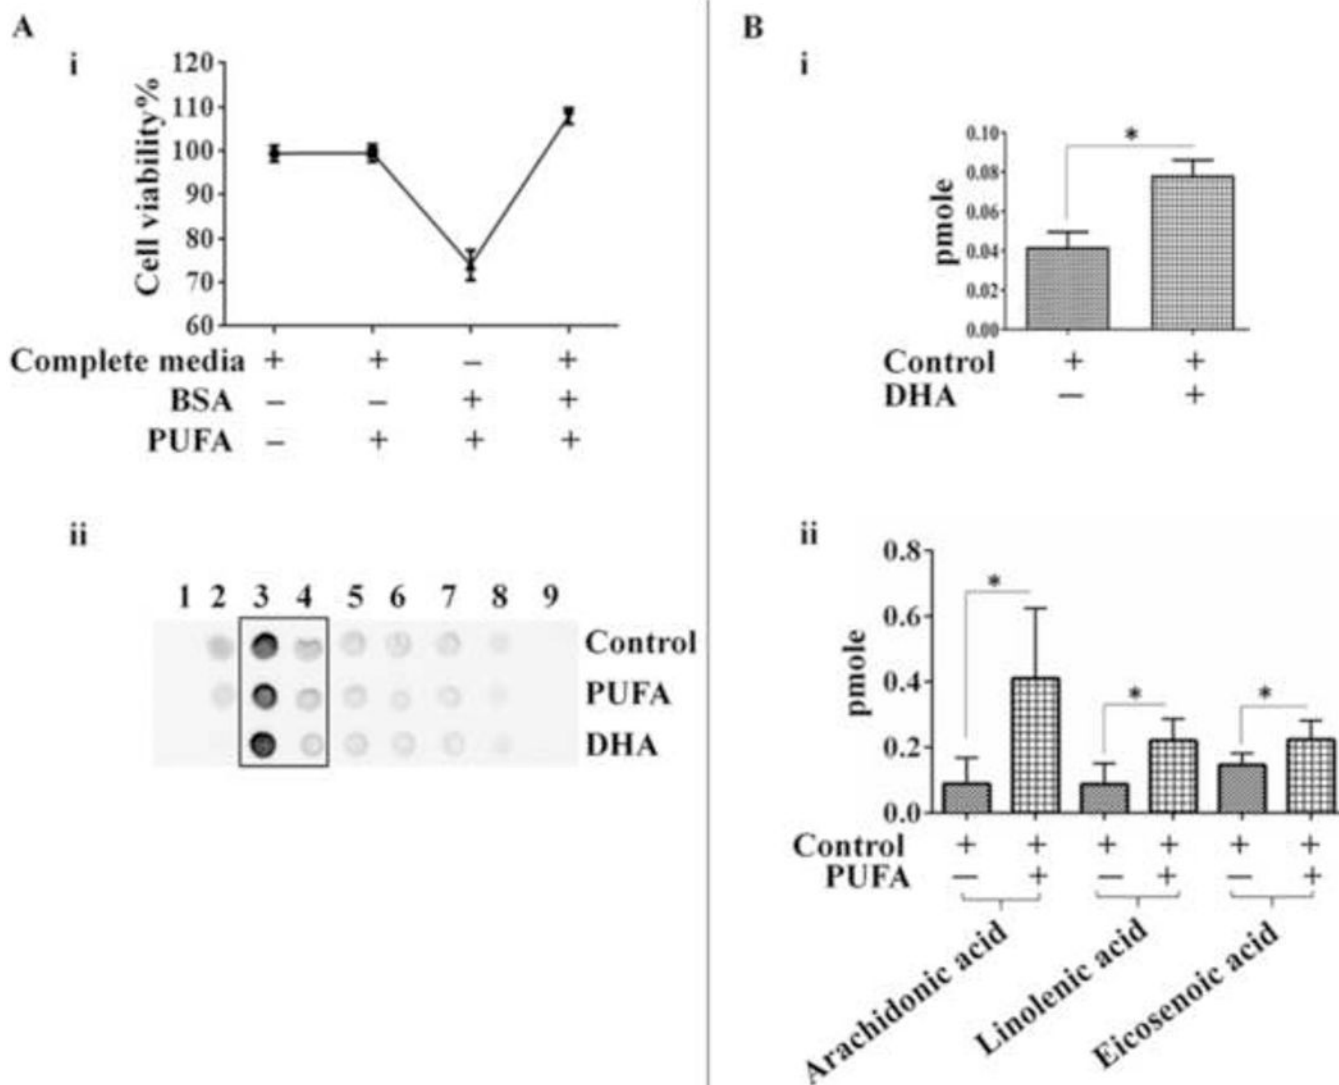 A
i
Cell viability%
120
110
100
90
80
70
60
Complete media + + – +
BSA – – + +
PUFA – + + +
ii
1 2 3 4 5 6 7 8 9
Control
PUFA
DHA
B
i
pmole
0.10
0.08
0.06
0.04
0.02
0.00
*
Control + +
DHA – +
ii
pmole
0.8
0.6
0.4
0.2
0.0
* * *
Control + + + + + +
PUFA – + – + – +
Arachidonic acid
Linolenic acid
Eicosenoic acid